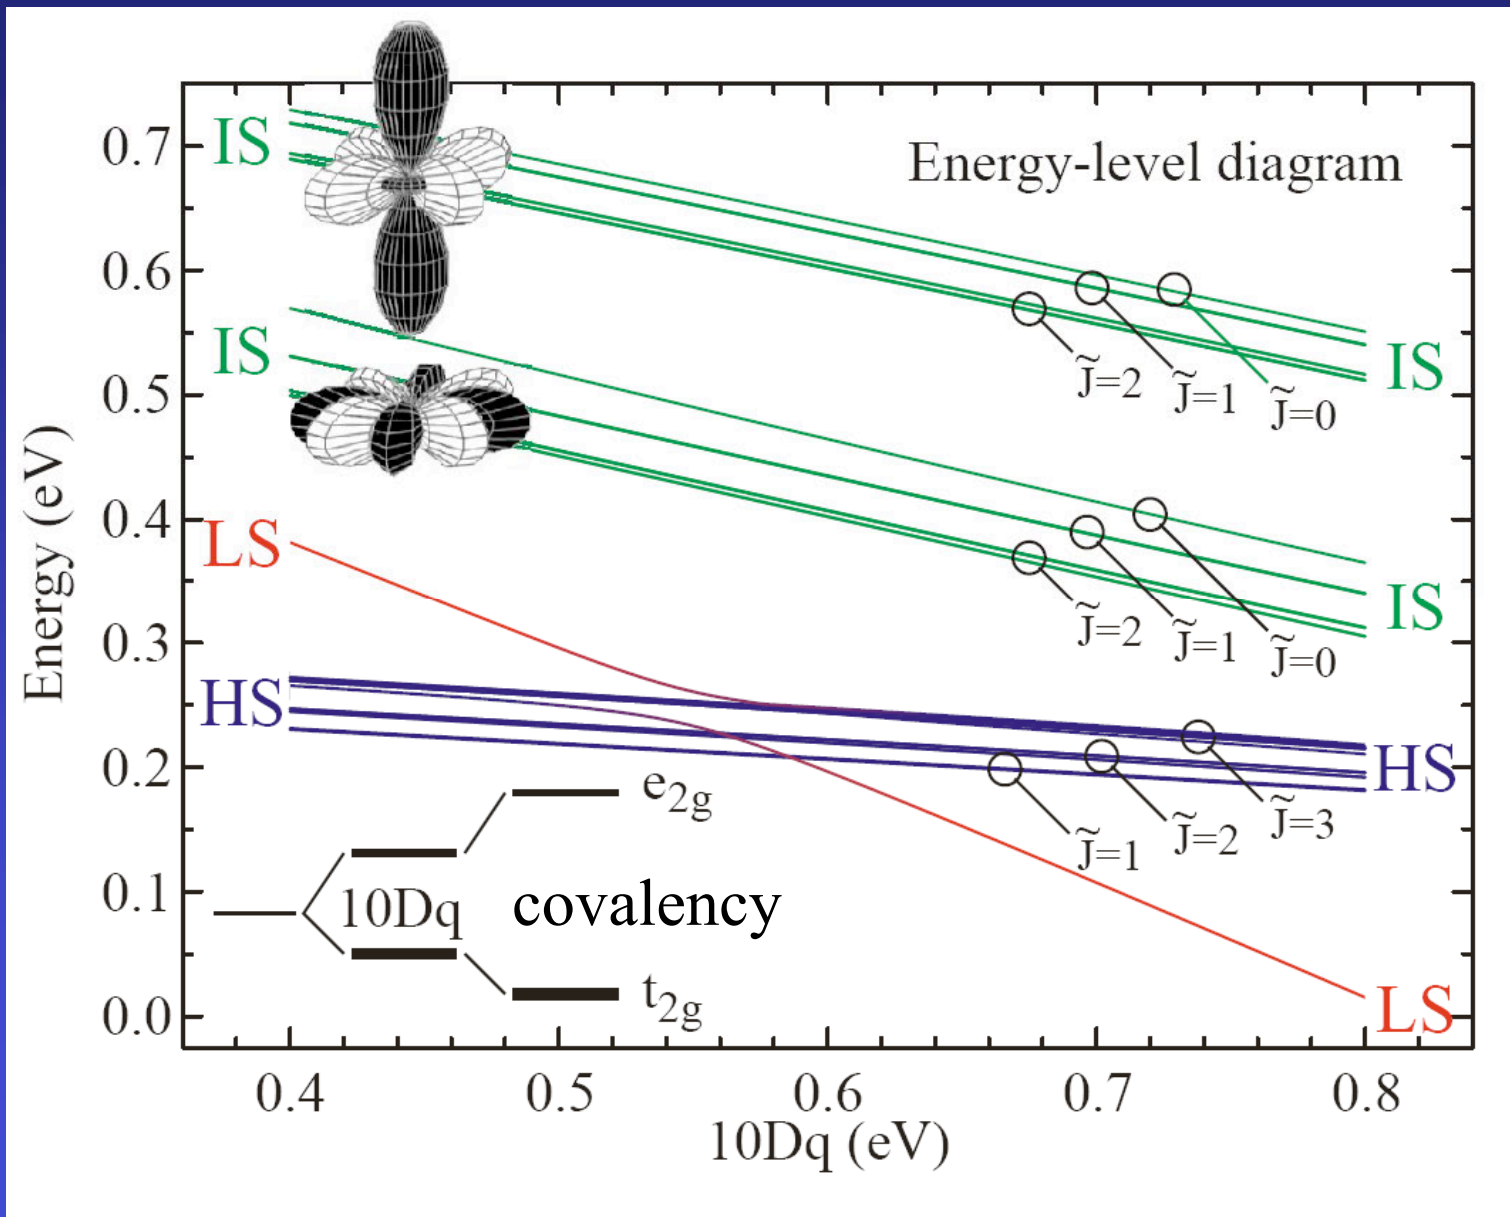 Energy-level diagram
Energy (eV)
0.7
0.6
0.5
0.4
0.3
0.2
0.1
0.0
IS
IS
LS
HS
IS
IS
HS
LS
J̃=2
J̃=1
J̃=0
J̃=2
J̃=1
J̃=0
J̃=1
J̃=2
J̃=3
e2g
10Dq
covalency
t2g
0.4 0.5 0.6 0.7 0.8
10Dq (eV)